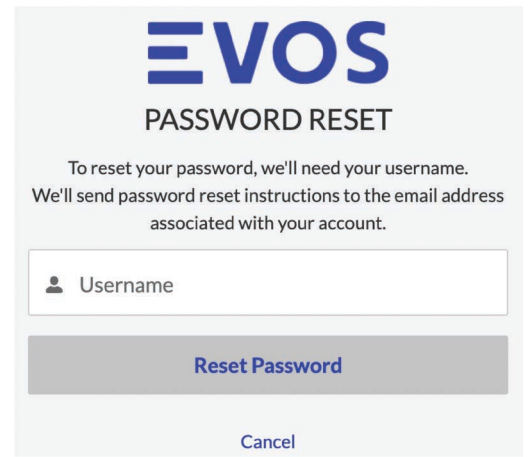 EVOS
PASSWORD RESET
To reset your password, we'll need your username.
We'll send password reset instructions to the email address
associated with your account.
Username
Reset Password
Cancel